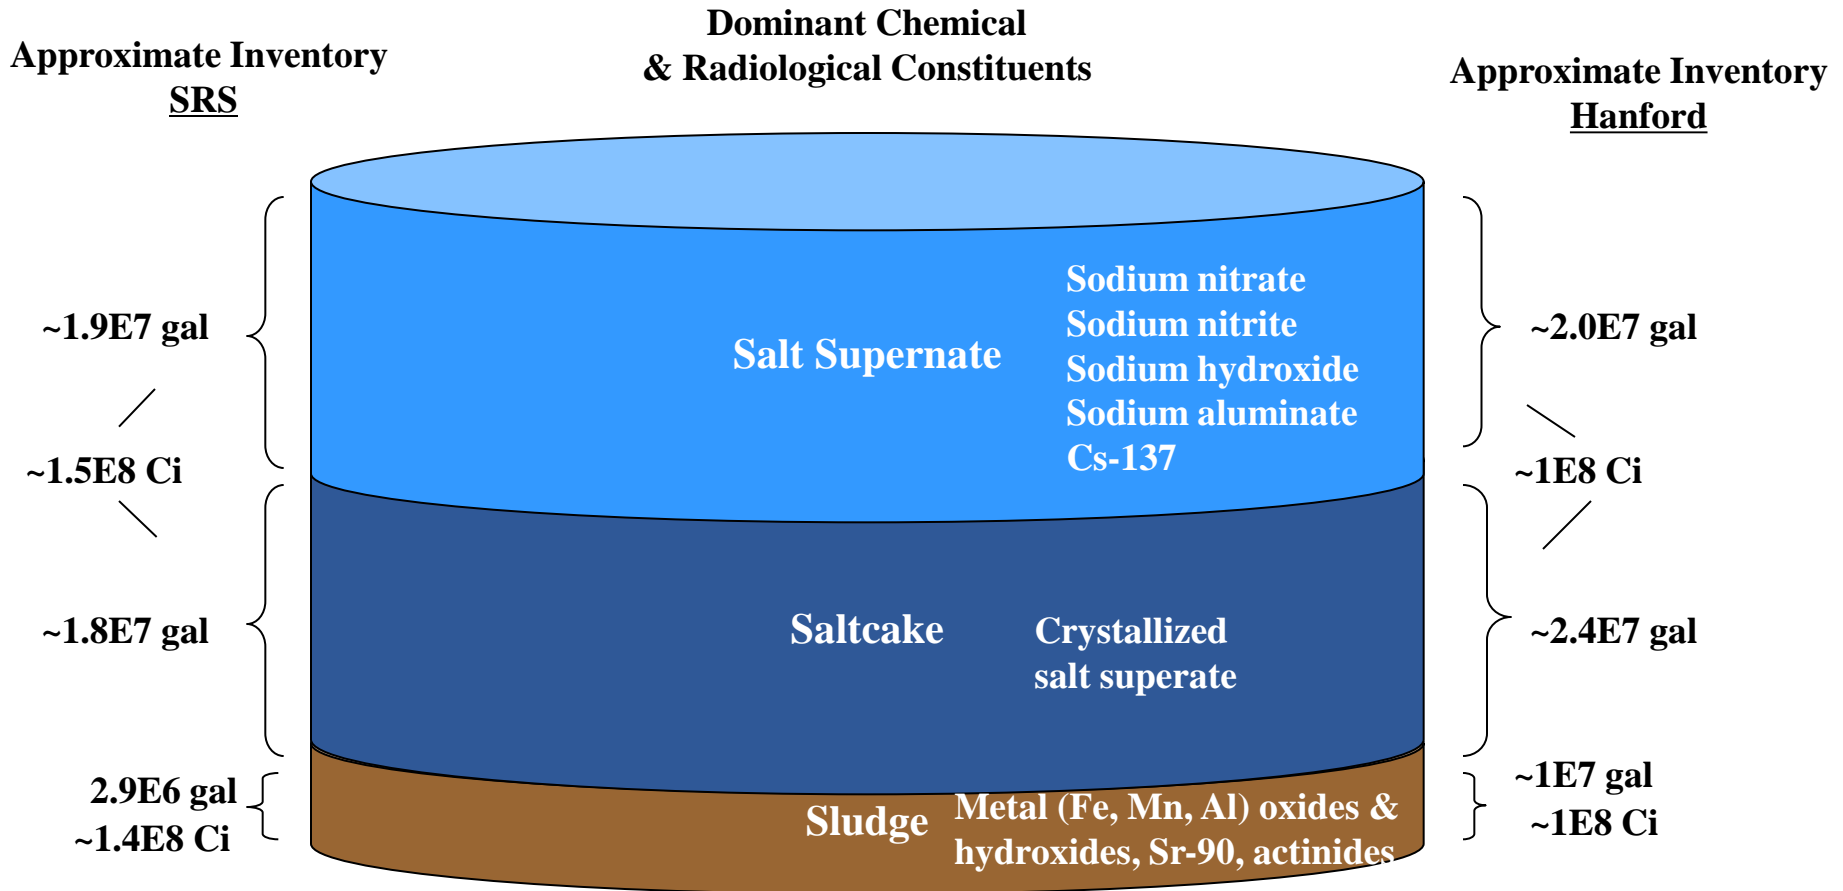 Dominant Chemical
& Radiological Constituents
Approximate Inventory
SRS
Approximate Inventory
Hanford
~1.9E7 gal
~1.5E8 Ci
~1.8E7 gal
2.9E6 gal
~1.4E8 Ci
Salt Supernate
Sodium nitrate
Sodium nitrite
Sodium hydroxide
Sodium aluminate
Cs-137
Saltcake
Crystallized
salt superate
Sludge
Metal (Fe, Mn, Al) oxides &
hydroxides, Sr-90, actinides
~2.0E7 gal
~1E8 Ci
~2.4E7 gal
~1E7 gal
~1E8 Ci